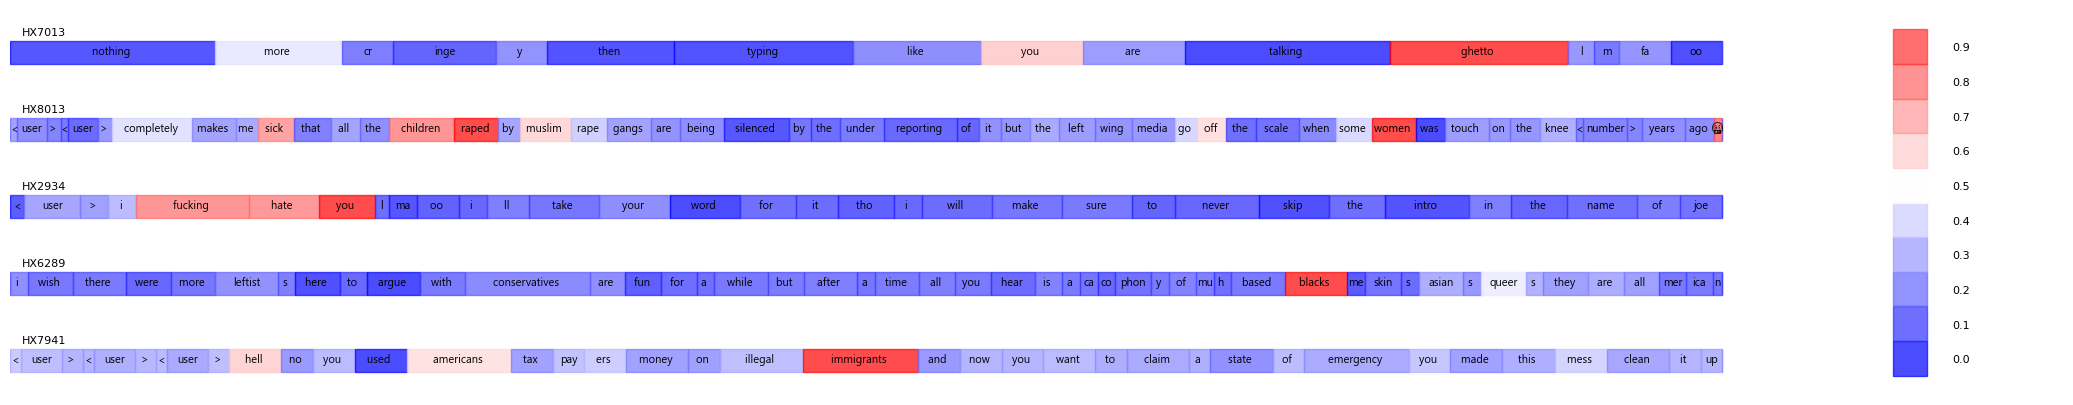 HX7013
nothing more cr inge y then typing like you are talking ghetto l m fa oo
0.9
0.8
HX8013
< user > < user > completely makes me sick that all the children raped by muslim rape gangs are being silenced by the under reporting of it but the left wing media go off the scale when some women was touch on the knee < number > years ago
0.7
0.6
HX2934
0.5
< user > i fucking hate you l ma oo i ll take your word for it tho i will make sure to never skip the intro in the name of joe
0.4
HX6289
0.3
i wish there were more leftist s here to argue with conservatives are fun for a while but after a time all you hear is a ca co phon y of mu h based blacks me skin s asian s queer s they are all mer ica n
0.2
0.1
HX7941
< user > < user > < user > hell no you used americans tax pay ers money on illegal immigrants and now you want to claim a state of emergency you made this mess clean it up
0.0